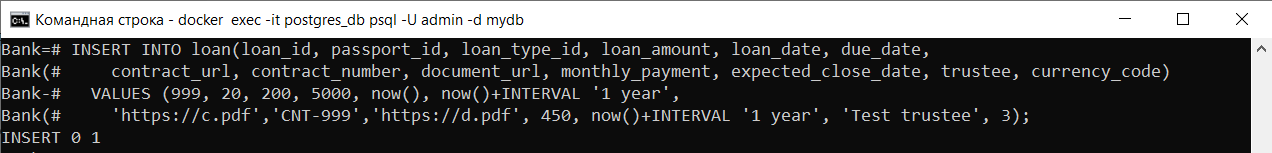 Командная строка - docker  exec -it postgres_db psql -U admin -d mydb
Bank=# INSERT INTO loan(loan_id, passport_id, loan_type_id, loan_amount, loan_date, due_date,
Bank(#     contract_url, contract_number, document_url, monthly_payment, expected_close_date, trustee, currency_code)
Bank-#   VALUES (999, 20, 200, 5000, now(), now()+INTERVAL '1 year',
Bank(#     'https://c.pdf','CNT-999','https://d.pdf', 450, now()+INTERVAL '1 year', 'Test trustee', 3);
INSERT 0 1